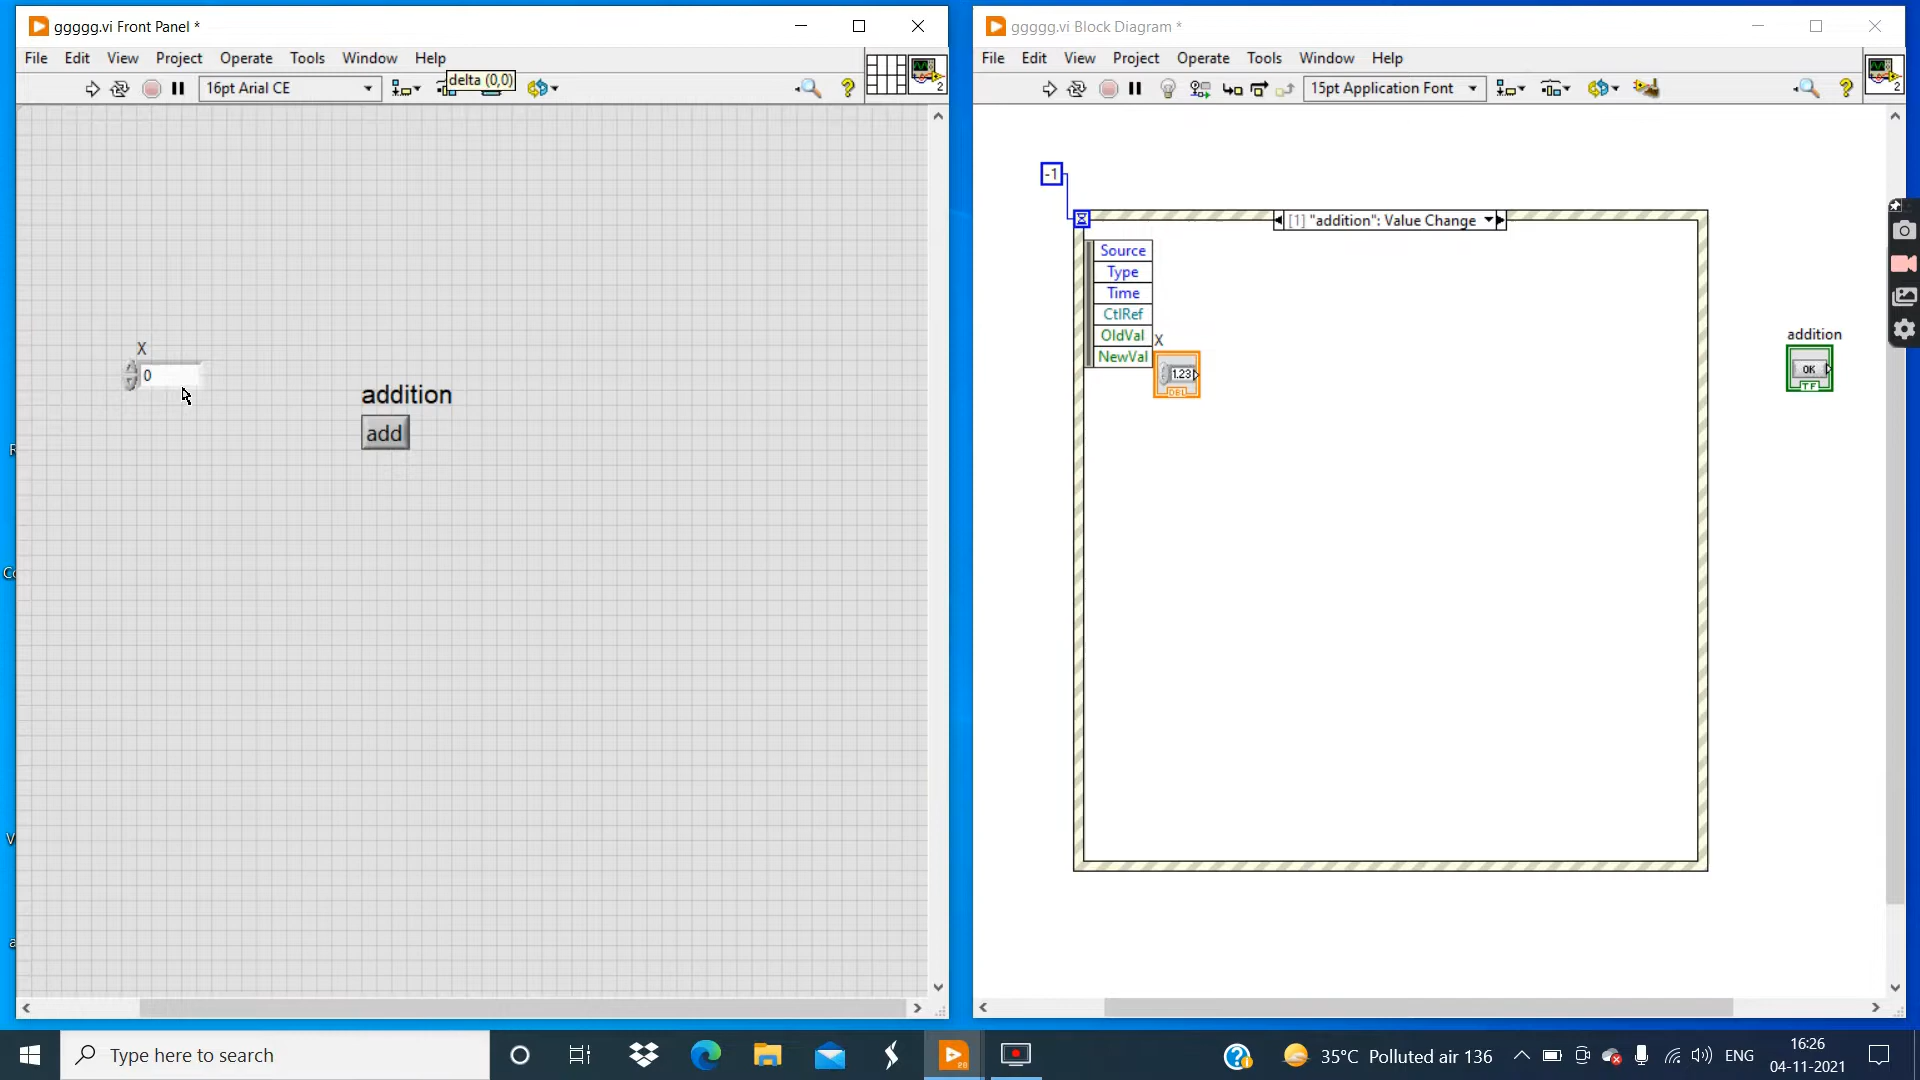 ggggg.vi Front Panel *
File Edit View Project Operate Tools Window Help
16pt Arial CE
delta (0,0)
2
X
0
addition
add
ggggg.vi Block Diagram *
File Edit View Project Operate Tools Window Help
15pt Application Font
2
-1
[1] "addition": Value Change
Source
Type
Time
CtlRef
OldVal
NewVal
X
1.23
DBL
addition
OK
TF
Type here to search
35°C Polluted air 136
ENG
16:26
04-11-2021